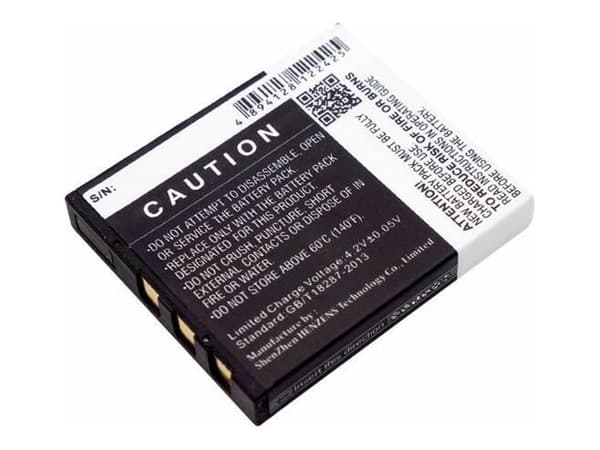 S/N:
4 894128 122425
CAUTION
·DO NOT ATTEMPT TO DISASSEMBLE, OPEN
OR SERVICE THE BATTERY PACK
·USE ONLY WITH THE BATTERY PACK
DESIGNATED FOR
·DO NOT CRUSH, PUNCTURE, SHORT
EXTERNAL CONTACTS OR DISPOSE IN
FIRE OR WATER
·DO NOT STORE ABOVE 60°C (140°F)
Limited Charge Voltage:4.2V±0.05V
Standard:GB/T18287-2013
Manufactured by
ShenZhen HENZENS Technology Co. Limited
ATTENTION!
NEW BATTERY PACK MUST BE FULLY
CHARGED BEFORE USE.
TO REDUCE RISK OF FIRE OR BURNS
READ INSTRUCTIONS IN OPERATING GUIDE
BEFORE USING THE BATTERY.